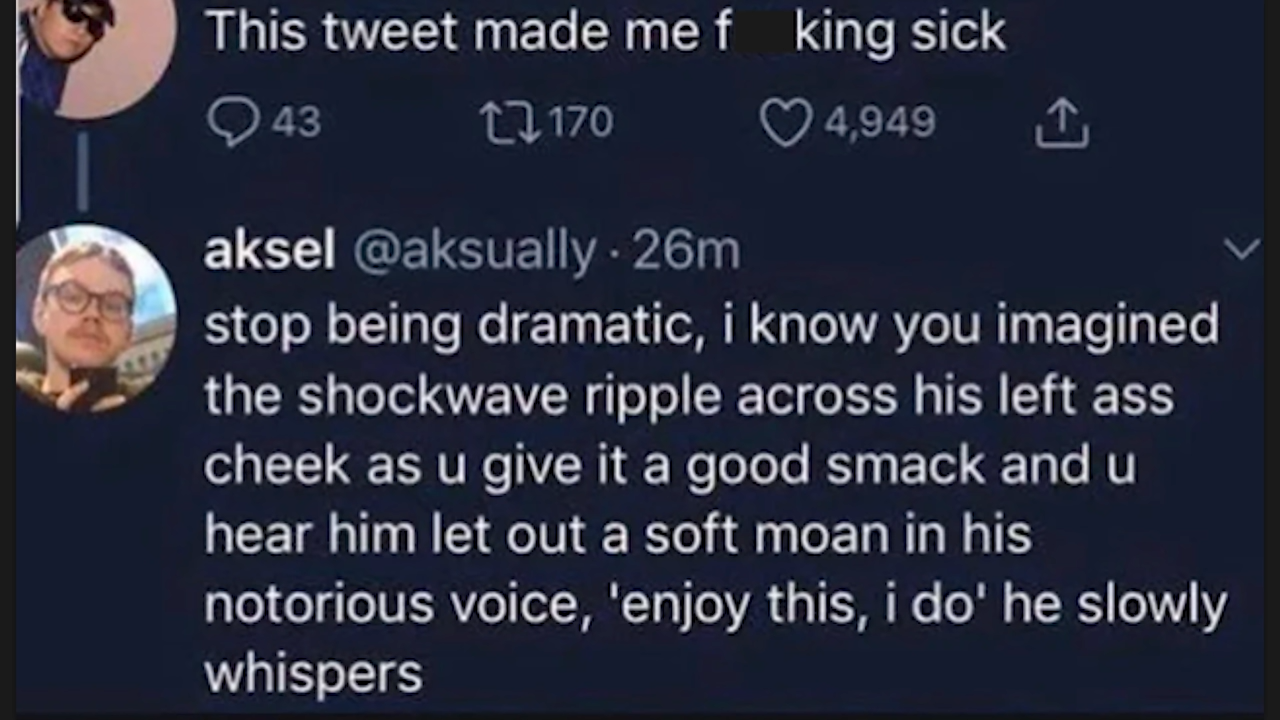 This tweet made me f king sick
43 170 4,949
aksel @aksually · 26m
stop being dramatic, i know you imagined
the shockwave ripple across his left ass
cheek as u give it a good smack and u
hear him let out a soft moan in his
notorious voice, 'enjoy this, i do' he slowly
whispers